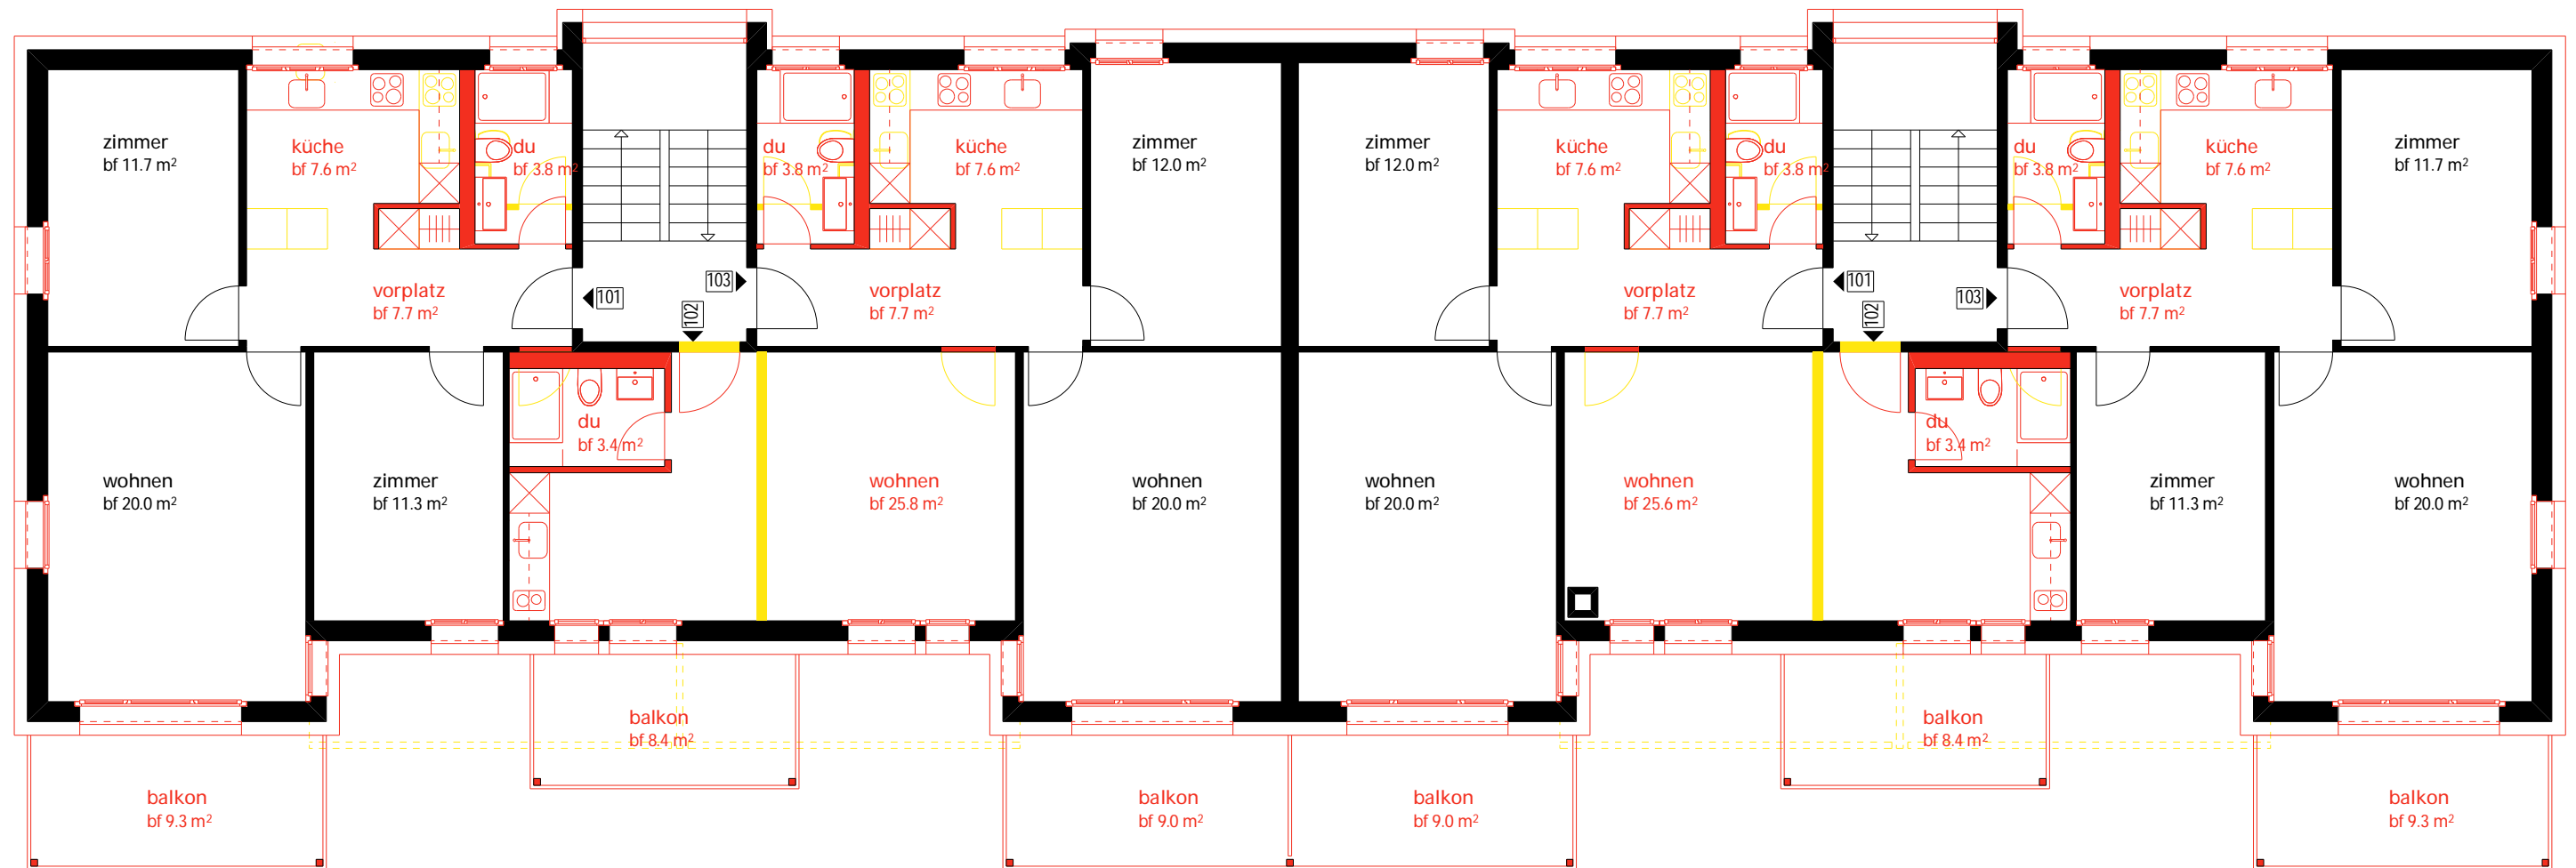 zimmer
bf 11.7 m²
küche
bf 7.6 m²
du
bf 3.8 m²
du
bf 3.8 m²
küche
bf 7.6 m²
zimmer
bf 12.0 m²
zimmer
bf 12.0 m²
küche
bf 7.6 m²
du
bf 3.8 m²
du
bf 3.8 m²
küche
bf 7.6 m²
zimmer
bf 11.7 m²
vorplatz
bf 7.7 m²
101
102
103
vorplatz
bf 7.7 m²
vorplatz
bf 7.7 m²
101
102
103
vorplatz
bf 7.7 m²
du
bf 3.4 m²
du
bf 3.4 m²
wohnen
bf 20.0 m²
zimmer
bf 11.3 m²
wohnen
bf 25.8 m²
wohnen
bf 20.0 m²
wohnen
bf 20.0 m²
wohnen
bf 25.6 m²
zimmer
bf 11.3 m²
wohnen
bf 20.0 m²
balkon
bf 8.4 m²
balkon
bf 8.4 m²
balkon
bf 9.3 m²
balkon
bf 9.0 m²
balkon
bf 9.0 m²
balkon
bf 9.3 m²